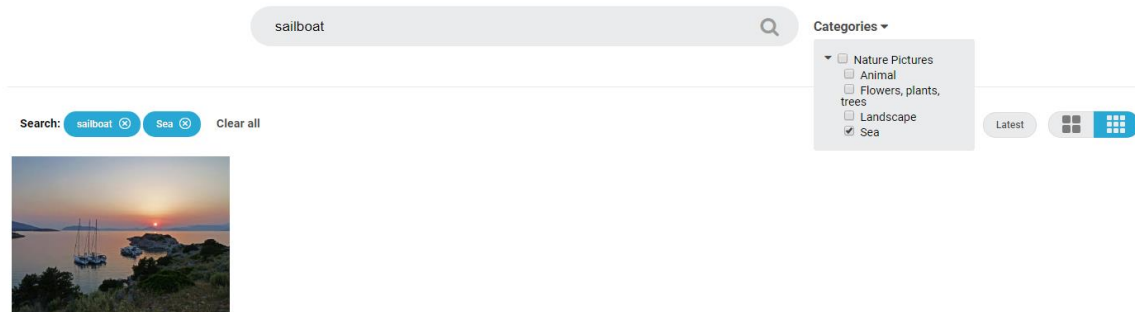 sailboat
Categories
Nature Pictures
Animal
Flowers, plants,
trees
Landscape
Sea
Search: sailboat Sea Clear all
Latest